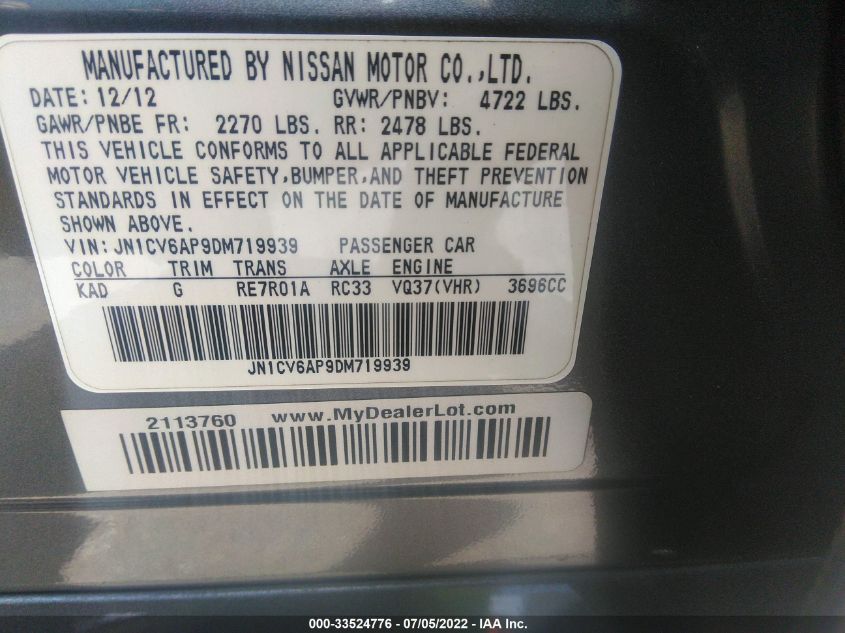 MANUFACTURED BY NISSAN MOTOR CO.,LTD.
DATE: 12/12 GVWR/PNBV: 4722 LBS.
GAWR/PNBE FR: 2270 LBS. RR: 2478 LBS.
THIS VEHICLE CONFORMS TO ALL APPLICABLE FEDERAL
MOTOR VEHICLE SAFETY,BUMPER,AND THEFT PREVENTION
STANDARDS IN EFFECT ON THE DATE OF MANUFACTURE
SHOWN ABOVE.
VIN: JN1CV6AP9DM719939 PASSENGER CAR
COLOR TRIM TRANS AXLE ENGINE
KAD G RE7R01A RC33 VQ37(VHR) 3696CC
JN1CV6AP9DM719939
2113760 www.MyDealerLot.com
000-33524776 - 07/05/2022 - IAA Inc.